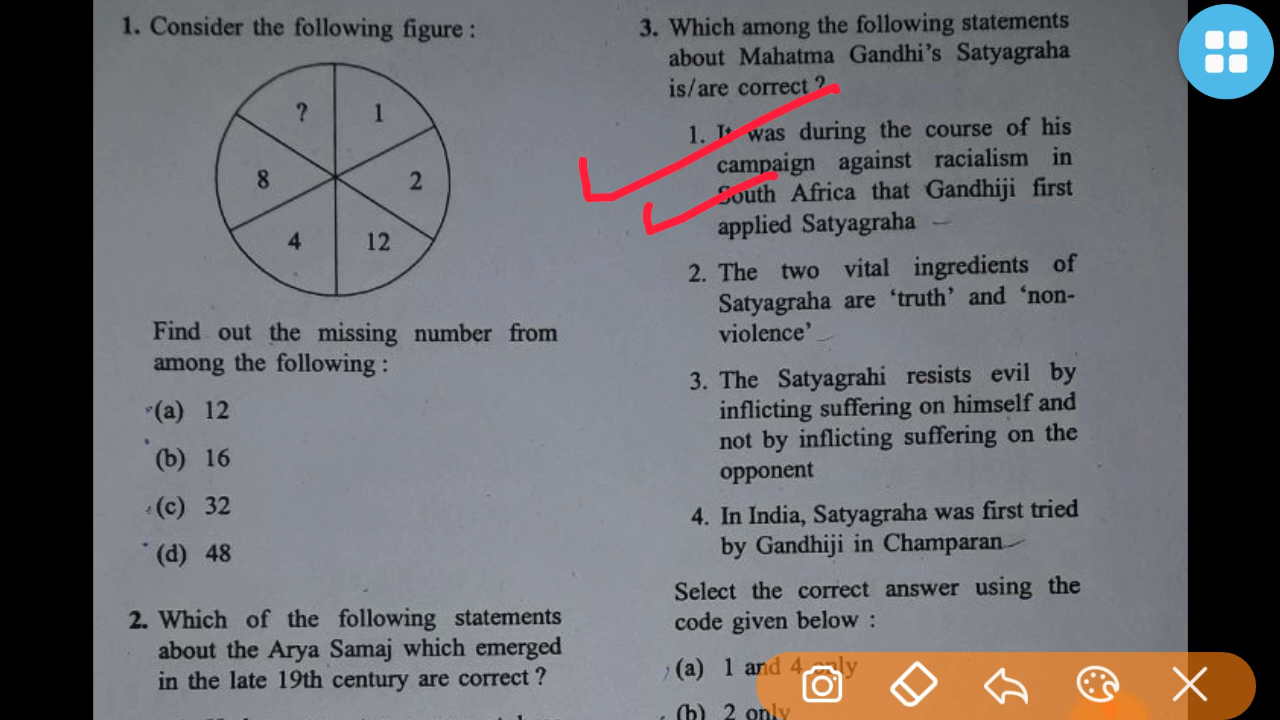 1. Consider the following figure :
?
1
8
2
4
12
Find out the missing number from
among the following :
(a) 12
(b) 16
(c) 32
(d) 48
2. Which of the following statements
about the Arya Samaj which emerged
in the late 19th century are correct ?
3. Which among the following statements
about Mahatma Gandhi's Satyagraha
is/are correct ?
1. It was during the course of his
campaign against racialism in
South Africa that Gandhiji first
applied Satyagraha
2. The two vital ingredients of
Satyagraha are 'truth' and 'non-
violence'
3. The Satyagrahi resists evil by
inflicting suffering on himself and
not by inflicting suffering on the
opponent
4. In India, Satyagraha was first tried
by Gandhiji in Champaran
Select the correct answer using the
code given below :
(a) 1 and 4 only
(b) 2 only